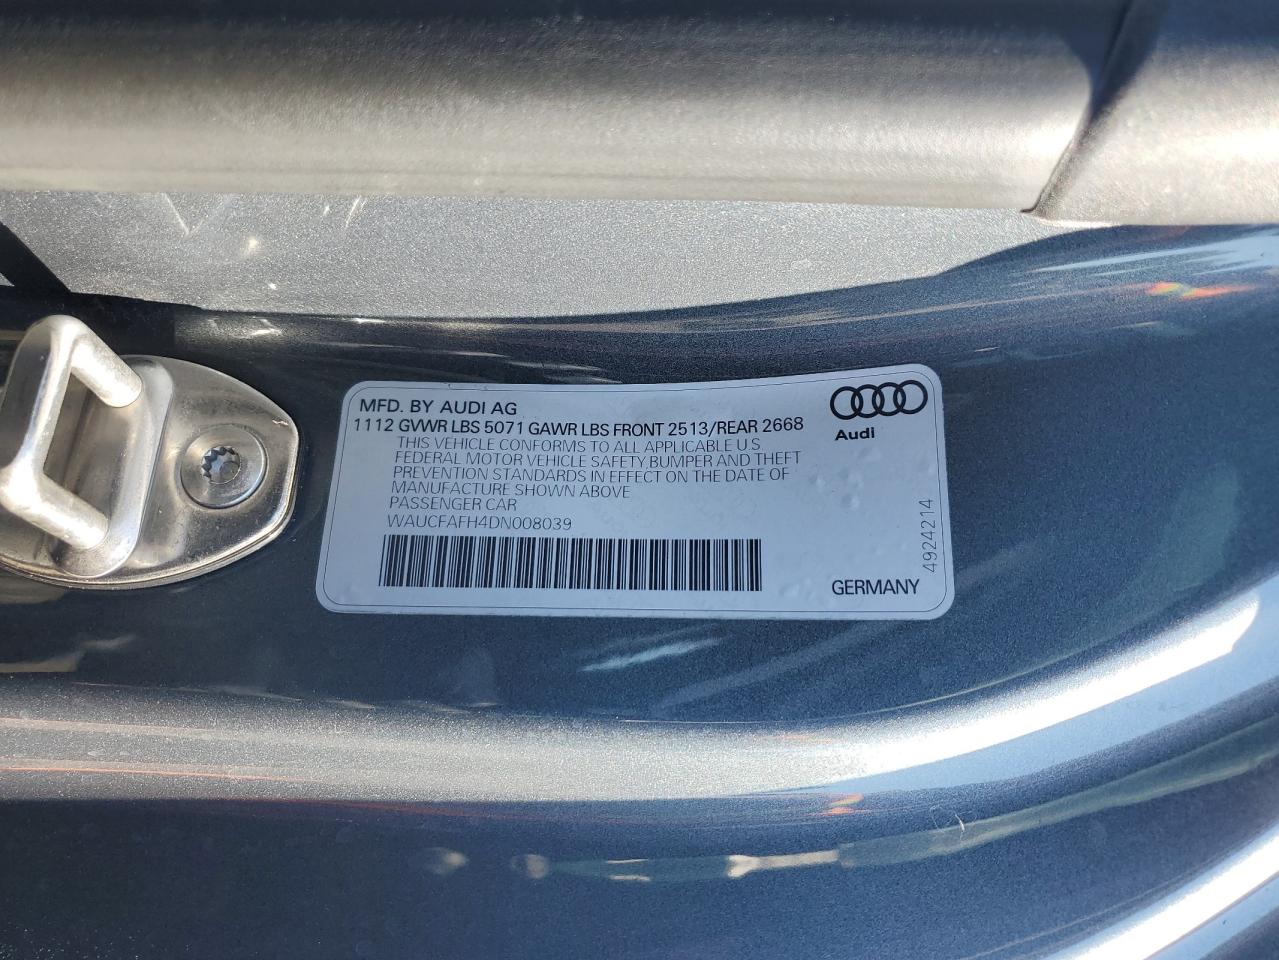 MFD. BY AUDI AG
1112 GVWR LBS 5071 GAWR LBS FRONT 2513/REAR 2668
THIS VEHICLE CONFORMS TO ALL APPLICABLE U S
FEDERAL MOTOR VEHICLE SAFETY, BUMPER AND THEFT
PREVENTION STANDARDS IN EFFECT ON THE DATE OF
MANUFACTURE SHOWN ABOVE
PASSENGER CAR
WAUCFAFH4DN008039
Audi
4924214
GERMANY